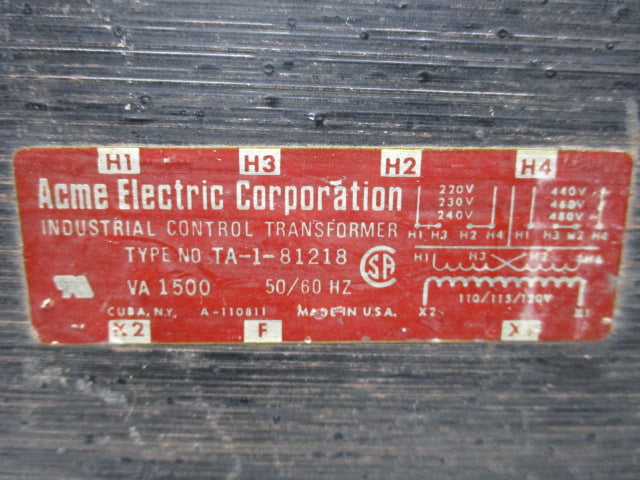 H1 H3 H2 H4
Acme Electric Corporation
INDUSTRIAL CONTROL TRANSFORMER
TYPE NO TA-1-81218
VA 1500 50/60 HZ
CUBA, N.Y. A-110811 MADE IN U.S.A.
X2 F
SA
220V
230V
240V
H1 H3 H2 H4
440V
460V
480V
H1 H3 H2 H4
H1 H3 H2 H4
110/115/120V
X2 X1